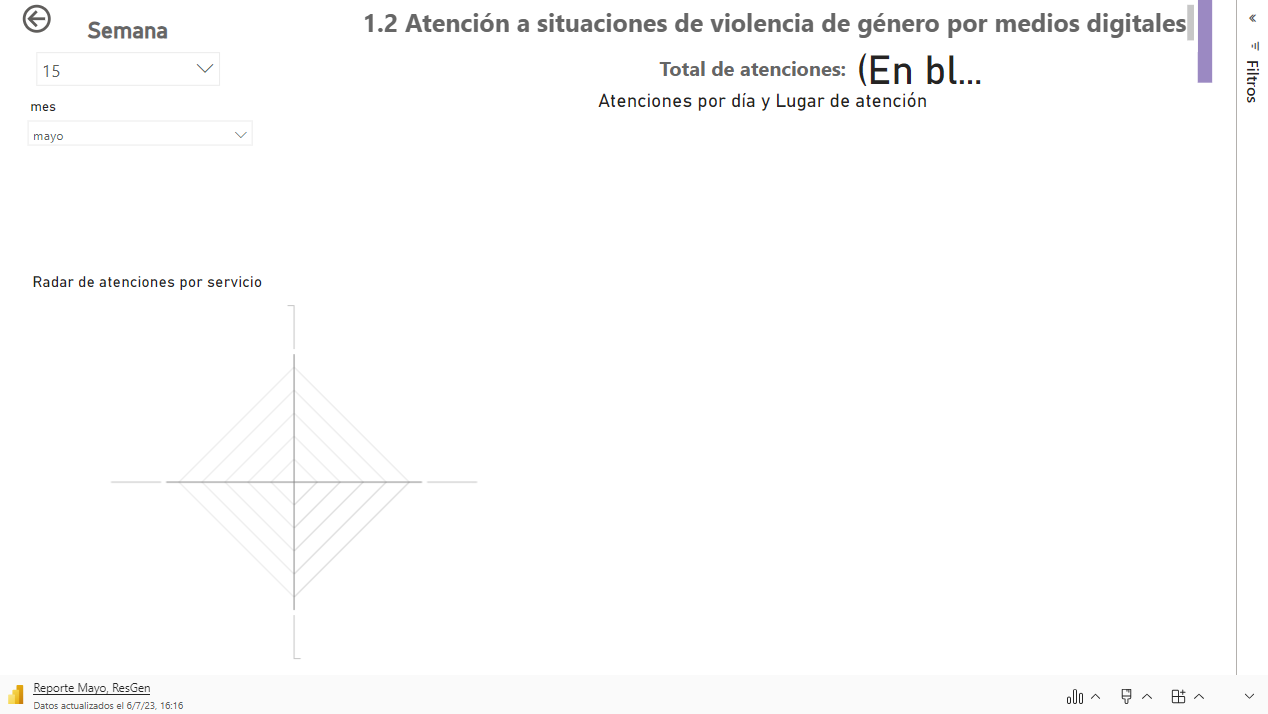 Semana
15
mes
mayo
1.2 Atención a situaciones de violencia de género por medios digitales
Total de atenciones: (En bl...
Atenciones por día y Lugar de atención
Filtros
Radar de atenciones por servicio
Reporte Mayo, ResGen
Datos actualizados el 6/7/23, 16:16